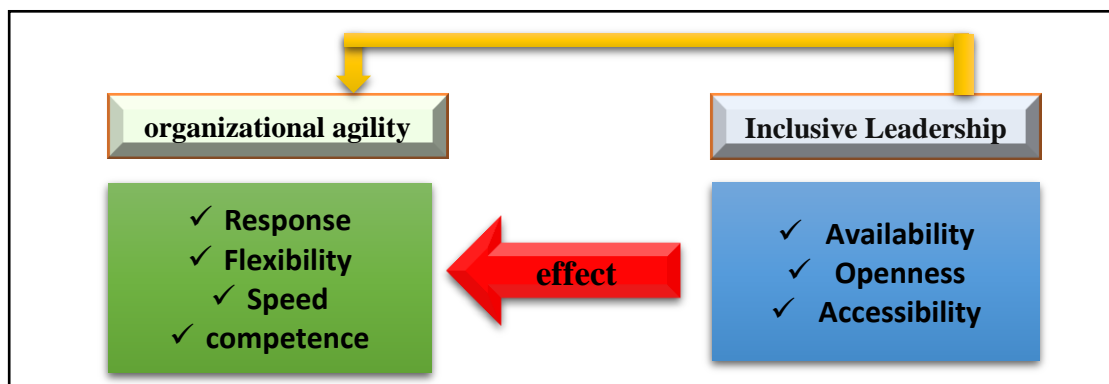 organizational agility
Inclusive Leadership
✓ Response
✓ Flexibility
✓ Speed
✓ competence
effect
✓ Availability
✓ Openness
✓ Accessibility